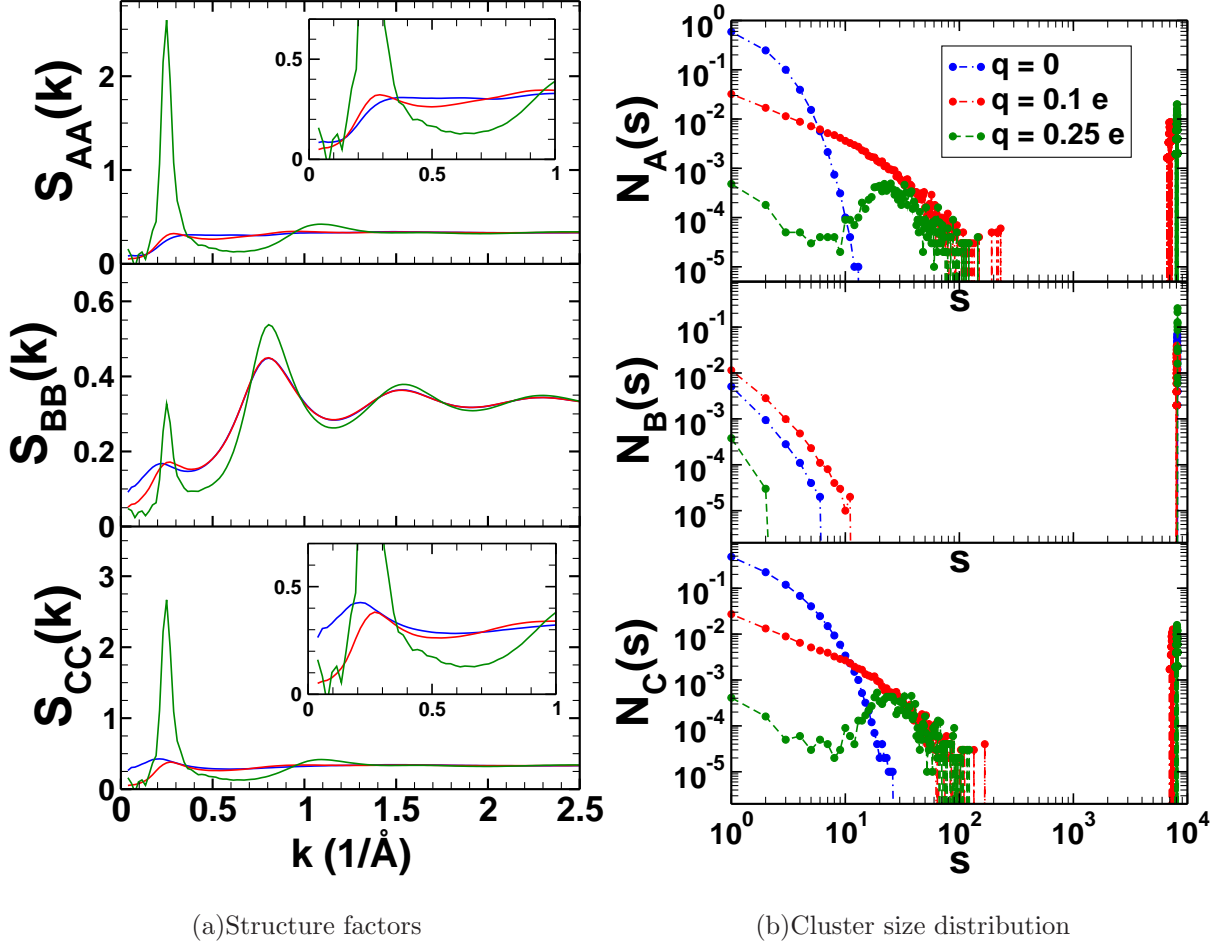 S_AA(k)
2
1
0
0.5
0
0 0.5 1
S_BB(k)
0.6
0.4
0.2
0
S_CC(k)
3
2
1
0
0.5
0
0 0.5 1
0 0.5 1 1.5 2 2.5
k (1/Å)
(a)Structure factors
N_A(s)
10^0
10^-1
10^-2
10^-3
10^-4
10^-5
q = 0
q = 0.1 e
q = 0.25 e
s
N_B(s)
10^-1
10^-2
10^-3
10^-4
10^-5
s
N_C(s)
10^-1
10^-2
10^-3
10^-4
10^-5
10^0 10^1 10^2 10^3 10^4
s
(b)Cluster size distribution